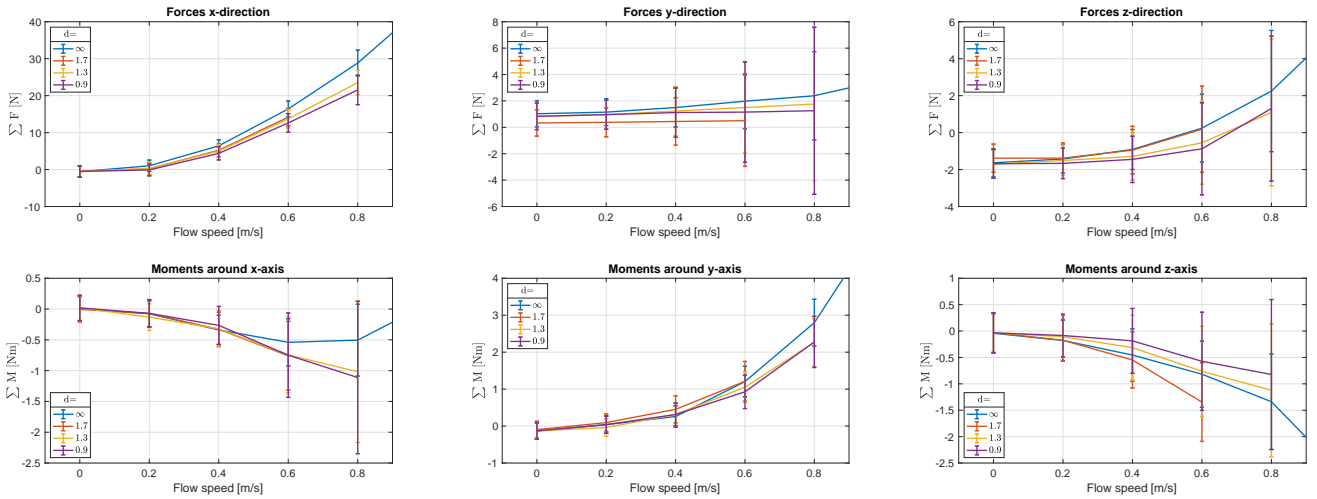 Forces x-direction
40
30
20
10
0
-10
∑ F [N]
d=
∞
1.7
1.3
0.9
0 0.2 0.4 0.6 0.8
Flow speed [m/s]
Forces y-direction
8
6
4
2
0
-2
-4
-6
∑ F [N]
d=
∞
1.7
1.3
0.9
0 0.2 0.4 0.6 0.8
Flow speed [m/s]
Forces z-direction
6
4
2
0
-2
-4
∑ F [N]
d=
∞
1.7
1.3
0.9
0 0.2 0.4 0.6 0.8
Flow speed [m/s]
Moments around x-axis
0.5
0
-0.5
-1
-1.5
-2
-2.5
∑ M [Nm]
d=
∞
1.7
1.3
0.9
0 0.2 0.4 0.6 0.8
Flow speed [m/s]
Moments around y-axis
4
3
2
1
0
-1
∑ M [Nm]
d=
∞
1.7
1.3
0.9
0 0.2 0.4 0.6 0.8
Flow speed [m/s]
Moments around z-axis
1
0.5
0
-0.5
-1
-1.5
-2
-2.5
∑ M [Nm]
d=
∞
1.7
1.3
0.9
0 0.2 0.4 0.6 0.8
Flow speed [m/s]